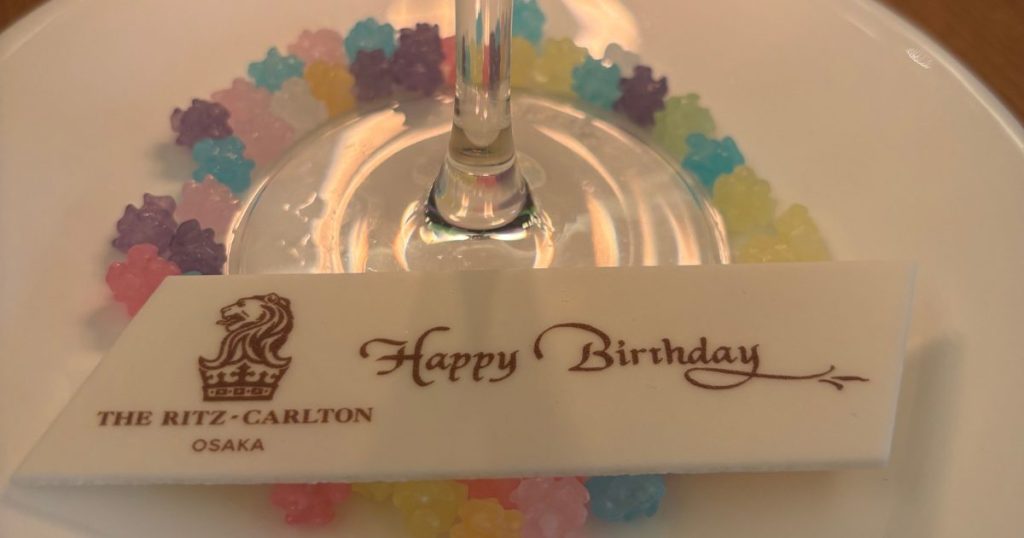 Happy Birthday
THE RITZ-CARLTON
OSAKA